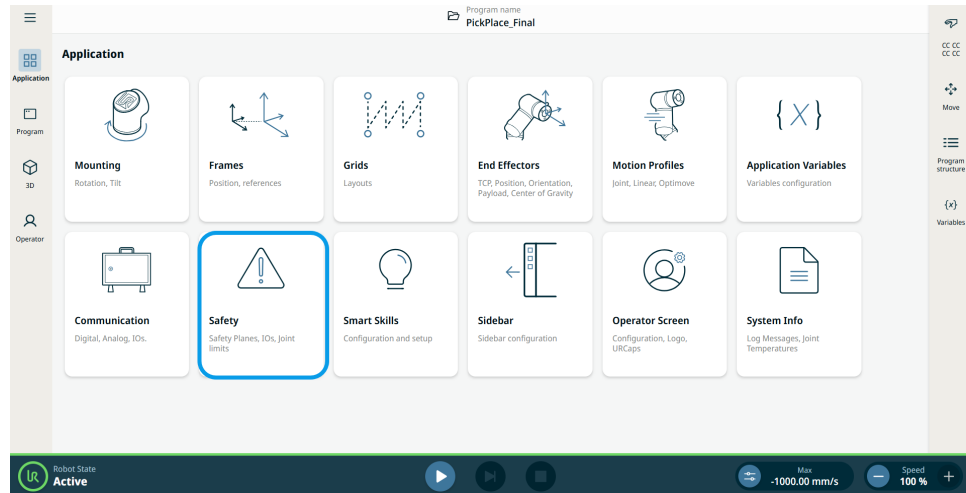 Program name
PickPlace_Final
Application
Application
Program
3D
Operator
Mounting
Rotation, Tilt
Frames
Position, references
Grids
Layouts
End Effectors
TCP, Position, Orientation,
Payload, Center of Gravity
Motion Profiles
Joint, Linear, Optimove
{X}
Application Variables
Variables configuration
Communication
Digital, Analog, IOs.
Safety
Safety Planes, IOs, Joint
limits
Smart Skills
Configuration and setup
Sidebar
Sidebar configuration
Operator Screen
Configuration, Logo,
URCaps
System Info
Log Messages, Joint
Temperatures
CC CC
CC CC
Move
Program
structure
{x}
Variables
UR
Robot State
Active
Max
-1000.00 mm/s
Speed
100 %